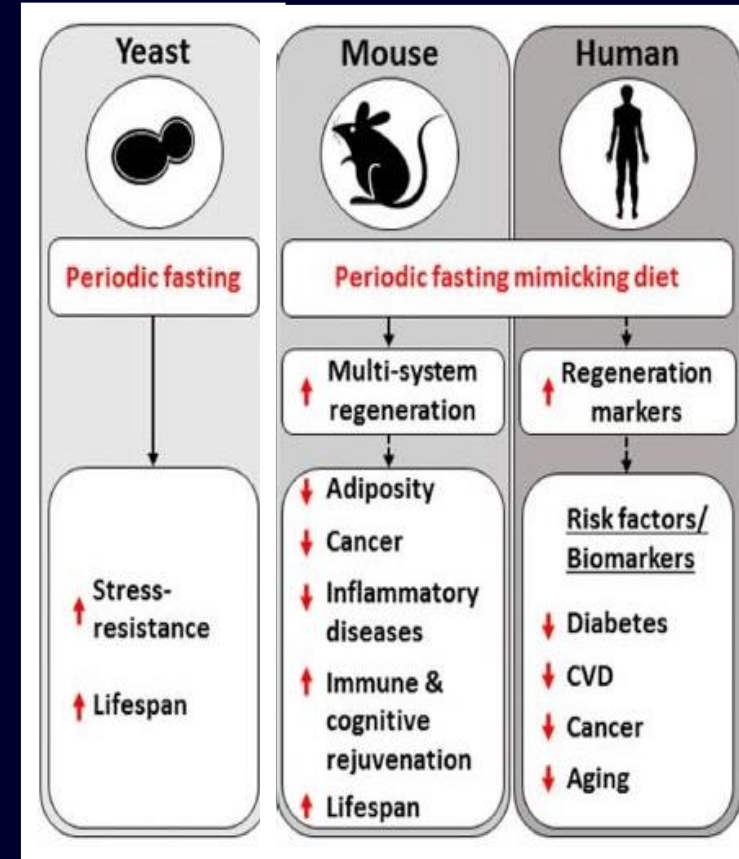 Yeast
Periodic fasting
Stress-
resistance
Lifespan
Mouse
Human
Periodic fasting mimicking diet
Multi-system
regeneration
Adiposity
Cancer
Inflammatory
diseases
Immune &
cognitive
rejuvenation
Lifespan
Regeneration
markers
Risk factors/
Biomarkers
Diabetes
CVD
Cancer
Aging